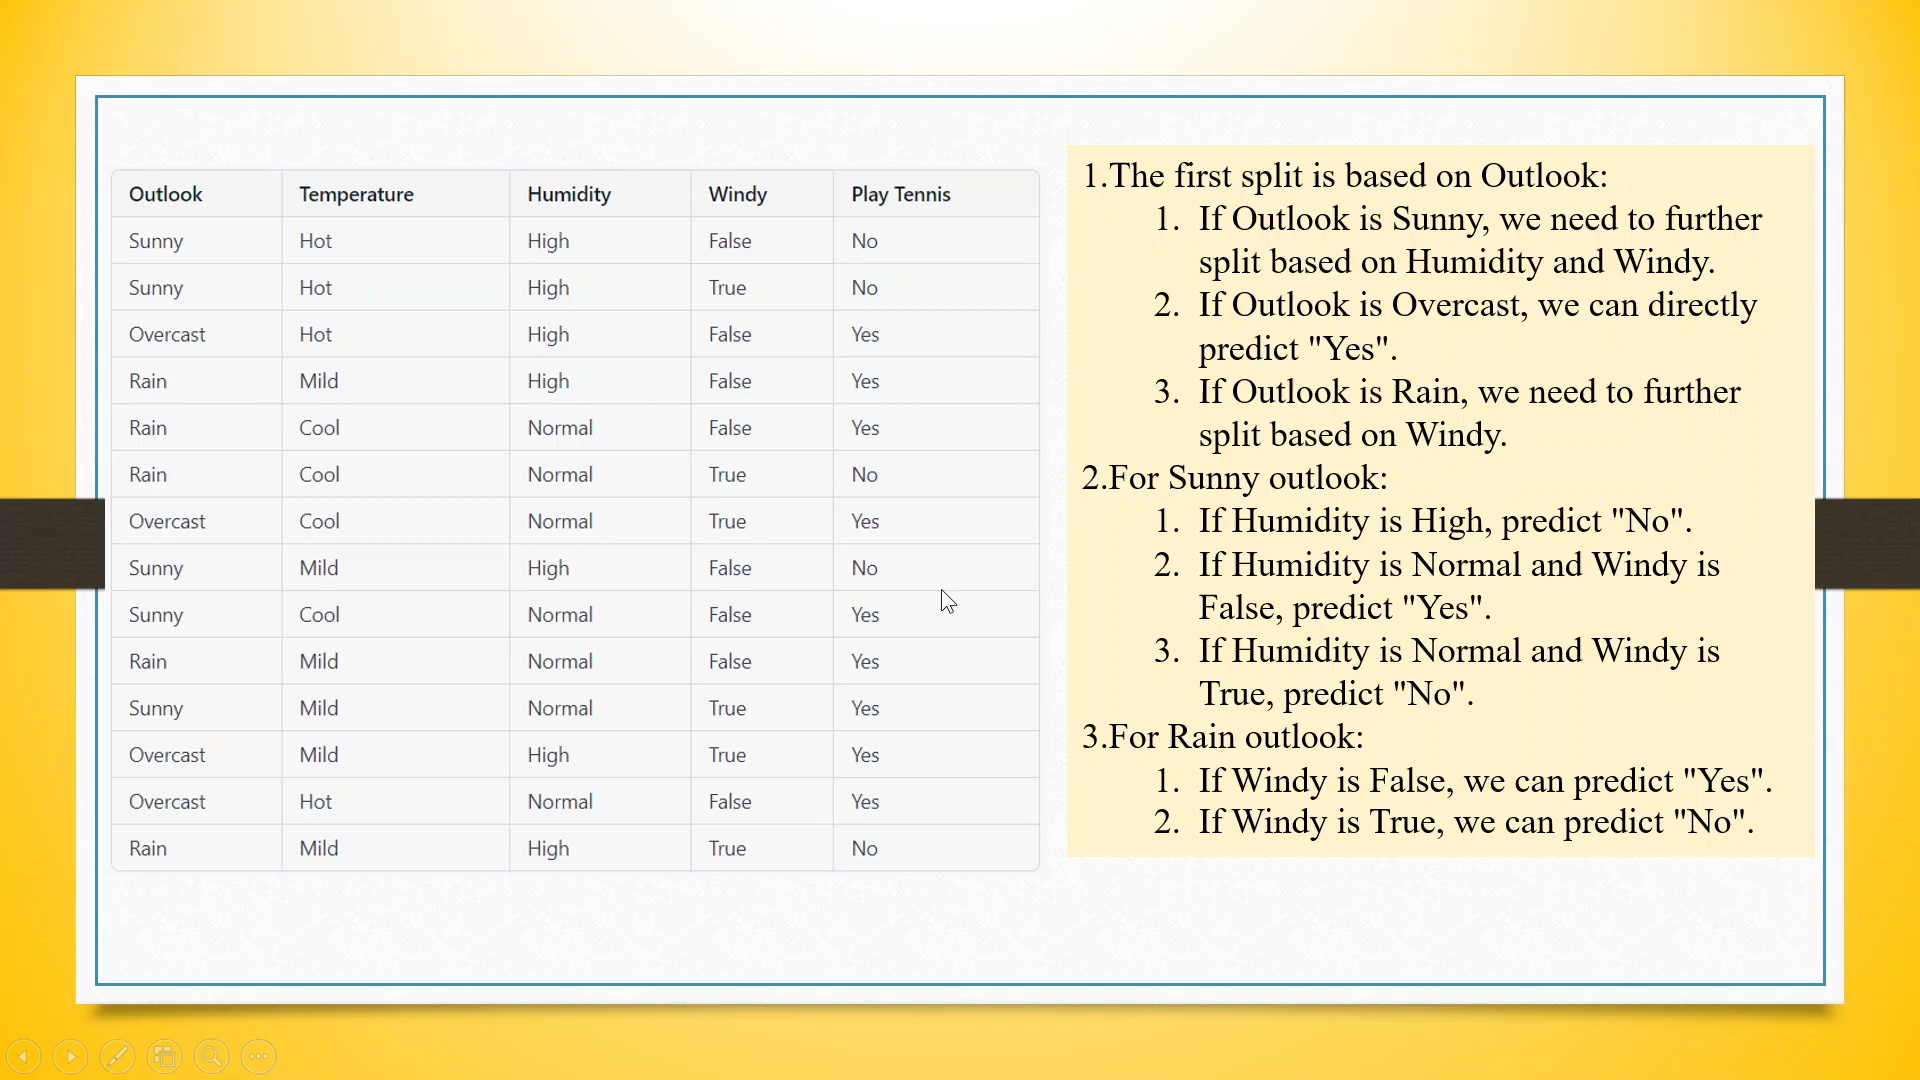 Outlook Temperature Humidity Windy Play Tennis
Sunny Hot High False No
Sunny Hot High True No
Overcast Hot High False Yes
Rain Mild High False Yes
Rain Cool Normal False Yes
Rain Cool Normal True No
Overcast Cool Normal True Yes
Sunny Mild High False No
Sunny Cool Normal False Yes
Rain Mild Normal False Yes
Sunny Mild Normal True Yes
Overcast Mild High True Yes
Overcast Hot Normal False Yes
Rain Mild High True No
1.The first split is based on Outlook:
1. If Outlook is Sunny, we need to further
split based on Humidity and Windy.
2. If Outlook is Overcast, we can directly
predict "Yes".
3. If Outlook is Rain, we need to further
split based on Windy.
2.For Sunny outlook:
1. If Humidity is High, predict "No".
2. If Humidity is Normal and Windy is
False, predict "Yes".
3. If Humidity is Normal and Windy is
True, predict "No".
3.For Rain outlook:
1. If Windy is False, we can predict "Yes".
2. If Windy is True, we can predict "No".